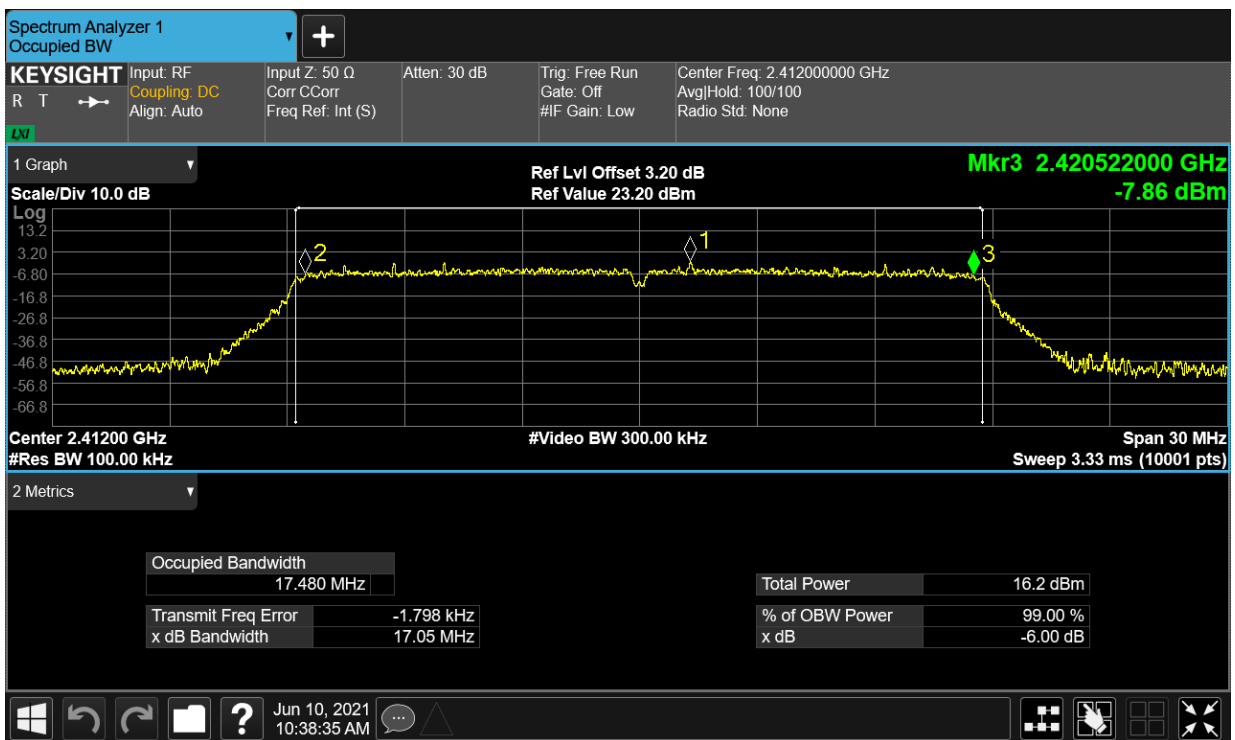 Spectrum Analyzer 1
Occupied BW
KEYSIGHT
R T
LXI
Input: RF
Coupling: DC
Align: Auto
Input Z: 50 Ω
Corr CCorr
Freq Ref: Int (S)
Atten: 30 dB
Trig: Free Run
Gate: Off
#IF Gain: Low
Center Freq: 2.412000000 GHz
Avg|Hold: 100/100
Radio Std: None
1 Graph
Scale/Div 10.0 dB
Ref Lvl Offset 3.20 dB
Ref Value 23.20 dBm
Mkr3 2.420522000 GHz
-7.86 dBm
Log
13.2
3.20
-6.80
-16.8
-26.8
-36.8
-46.8
-56.8
-66.8
2
1
3
Center 2.41200 GHz
#Res BW 100.00 kHz
#Video BW 300.00 kHz
Span 30 MHz
Sweep 3.33 ms (10001 pts)
2 Metrics
Occupied Bandwidth
17.480 MHz
Transmit Freq Error -1.798 kHz
x dB Bandwidth 17.05 MHz
Total Power 16.2 dBm
% of OBW Power 99.00 %
x dB -6.00 dB
?
Jun 10, 2021
10:38:35 AM